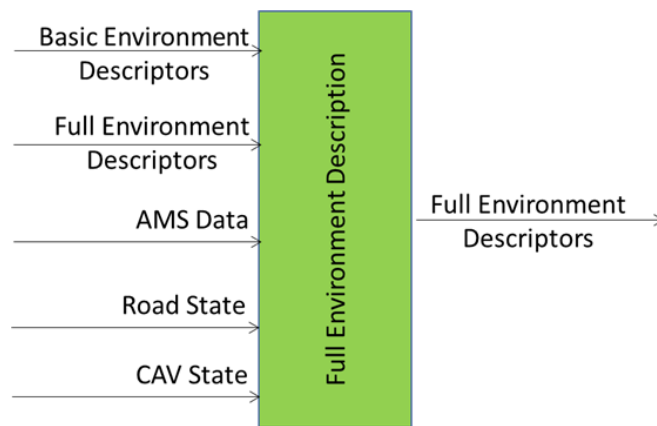 Basic Environment
Descriptors
Full Environment
Descriptors
AMS Data
Road State
CAV State
Full Environment Description
Full Environment
Descriptors